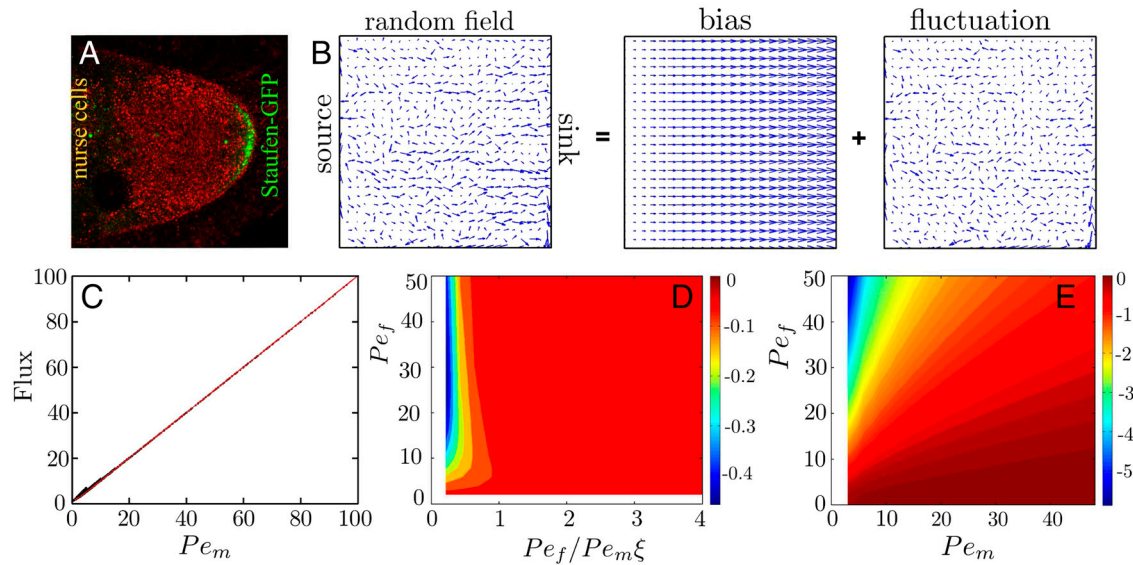 random field
bias
fluctuation
A
nurse cells
Staufen-GFP
B
source
sink
=
+
C
Flux
100
80
60
40
20
0
0 20 40 60 80 100
Pe_m
D
Pe_f
50
40
30
20
10
0
0 1 2 3 4
Pe_f/Pe_mξ
0
-0.1
-0.2
-0.3
-0.4
E
Pe_f
50
40
30
20
10
0
10 20 30 40
Pe_m
0
-1
-2
-3
-4
-5